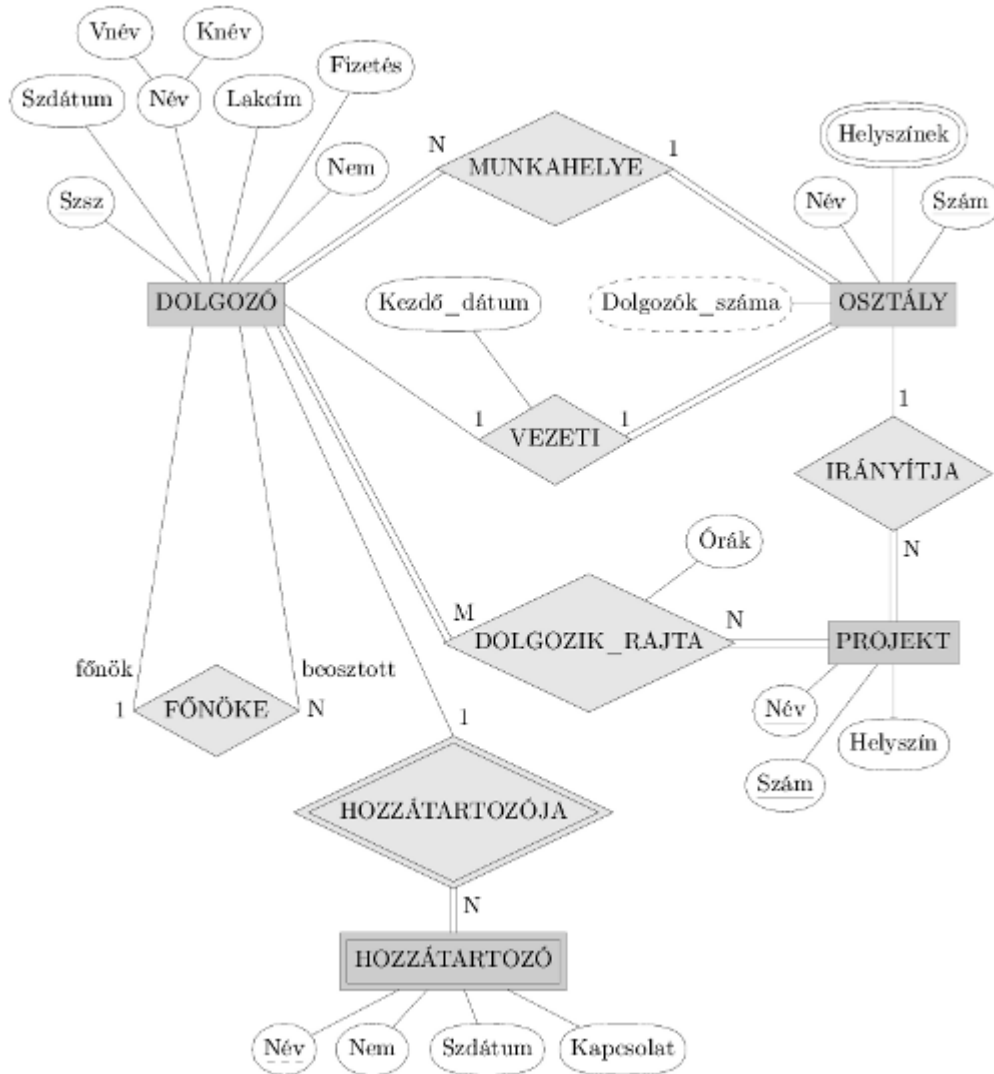 Vnév
Knév
Fizetés
Szdátum
Név
Lakcím
Helyszínek
N
MUNKAHELYE
1
Nem
Szsz
Név
Szám
DOLGOZÓ
Kezdő_dátum
Dolgozók_száma
OSZTÁLY
1
1
1
VEZETI
IRÁNYÍTJA
Órák
N
M
DOLGOZIK_RAJTA
N
PROJEKT
főnök
beosztott
1
FŐNÖKE
N
1
Név
Helyszín
Szám
HOZZÁTARTOZÓJA
N
HOZZÁTARTOZÓ
Név
Nem
Szdátum
Kapcsolat